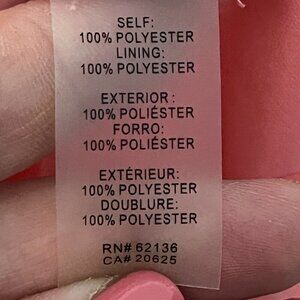 SELF:
100% POLYESTER
LINING:
100% POLYESTER
EXTERIOR:
100% POLIÉSTER
FORRO:
100% POLIÉSTER
EXTÉRIEUR:
100% POLYESTER
DOUBLURE:
100% POLYESTER
RN# 62136
CA# 20625